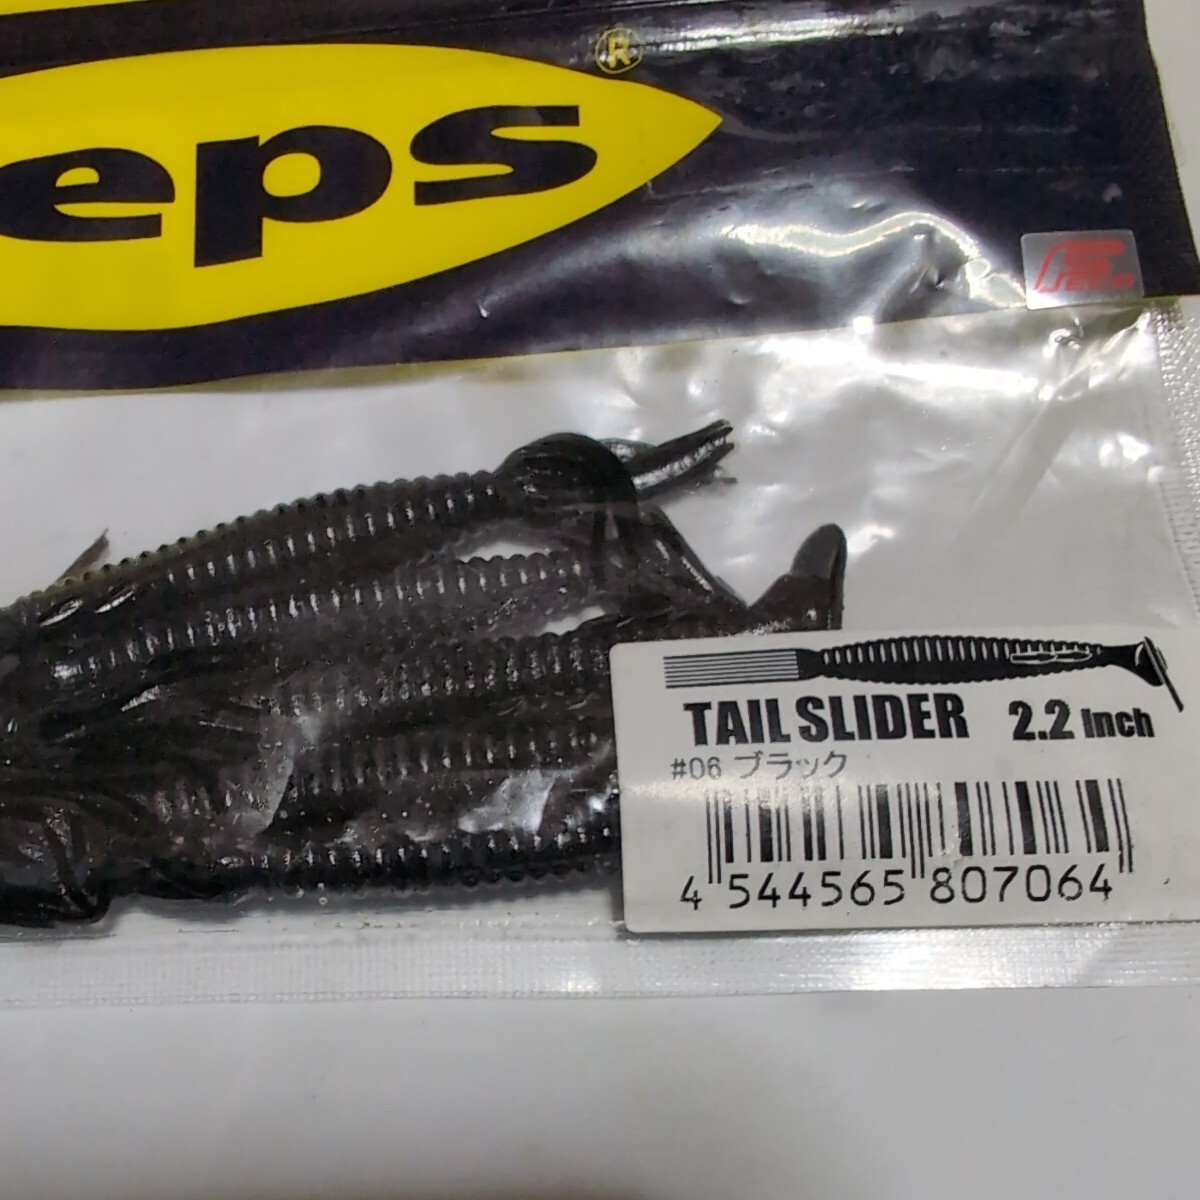 eps
®
TAIL SLIDER 2.2 Inch
#06 ブラック
4 544565 807064